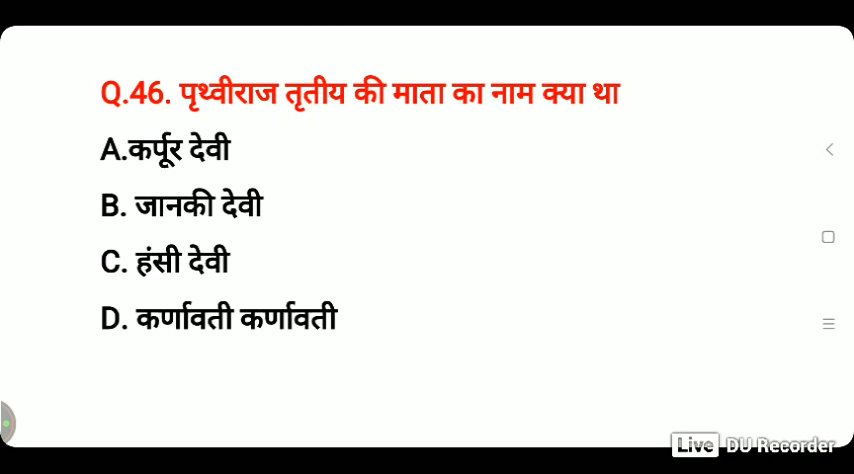 Q.46. पृथ्वीराज तृतीय की माता का नाम क्या था
A.कर्पूर देवी
B. जानकी देवी
C. हंसी देवी
D. कर्णावती कर्णावती
Live DU Recorder